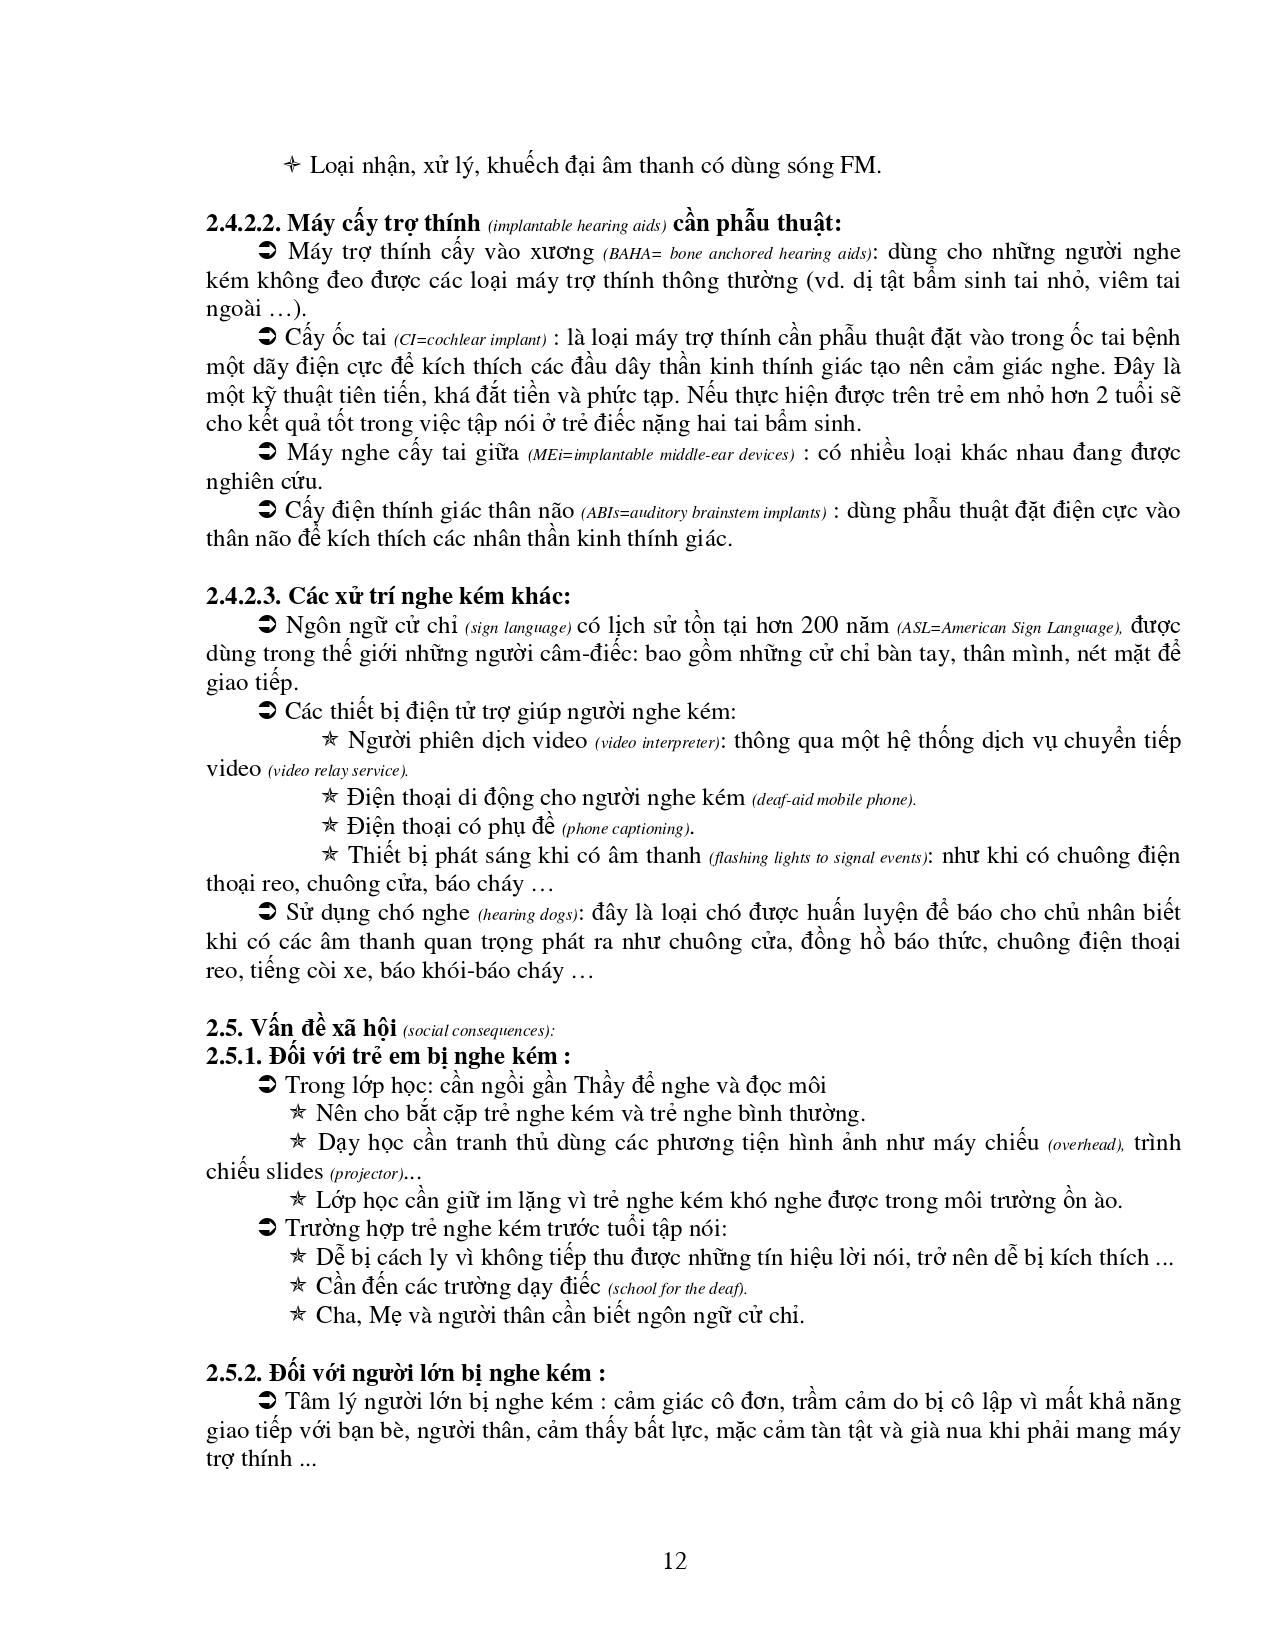 ✧ Loại nhận, xử lý, khuếch đại âm thanh có dùng sóng FM.
2.4.2.2. Máy cấy trợ thính (implantable hearing aids) cần phẫu thuật:
➲ Máy trợ thính cấy vào xương (BAHA= bone anchored hearing aids): dùng cho những người nghe
kém không đeo được các loại máy trợ thính thông thường (vd. dị tật bẩm sinh tai nhỏ, viêm tai
ngoài …).
➲ Cấy ốc tai (CI=cochlear implant) : là loại máy trợ thính cần phẫu thuật đặt vào trong ốc tai bệnh
một dãy điện cực để kích thích các đầu dây thần kinh thính giác tạo nên cảm giác nghe. Đây là
một kỹ thuật tiên tiến, khá đắt tiền và phức tạp. Nếu thực hiện được trên trẻ em nhỏ hơn 2 tuổi sẽ
cho kết quả tốt trong việc tập nói ở trẻ điếc nặng hai tai bẩm sinh.
➲ Máy nghe cấy tai giữa (MEi=implantable middle-ear devices) : có nhiều loại khác nhau đang được
nghiên cứu.
➲ Cấy điện thính giác thân não (ABIs=auditory brainstem implants) : dùng phẫu thuật đặt điện cực vào
thân não để kích thích các nhân thần kinh thính giác.
2.4.2.3. Các xử trí nghe kém khác:
➲ Ngôn ngữ cử chỉ (sign language) có lịch sử tồn tại hơn 200 năm (ASL=American Sign Language), được
dùng trong thế giới những người câm-điếc: bao gồm những cử chỉ bàn tay, thân mình, nét mặt để
giao tiếp.
➲ Các thiết bị điện tử trợ giúp người nghe kém:
✯ Người phiên dịch video (video interpreter): thông qua một hệ thống dịch vụ chuyển tiếp
video (video relay service).
✯ Điện thoại di động cho người nghe kém (deaf-aid mobile phone).
✯ Điện thoại có phụ đề (phone captioning).
✯ Thiết bị phát sáng khi có âm thanh (flashing lights to signal events): như khi có chuông điện
thoại reo, chuông cửa, báo cháy …
➲ Sử dụng chó nghe (hearing dogs): đây là loại chó được huấn luyện để báo cho chủ nhân biết
khi có các âm thanh quan trọng phát ra như chuông cửa, đồng hồ báo thức, chuông điện thoại
reo, tiếng còi xe, báo khói-báo cháy …
2.5. Vấn đề xã hội (social consequences):
2.5.1. Đối với trẻ em bị nghe kém :
➲ Trong lớp học: cần ngồi gần Thầy để nghe và đọc môi
✯ Nên cho bắt cặp trẻ nghe kém và trẻ nghe bình thường.
✯ Dạy học cần tranh thủ dùng các phương tiện hình ảnh như máy chiếu (overhead), trình
chiếu slides (projector)...
✯ Lớp học cần giữ im lặng vì trẻ nghe kém khó nghe được trong môi trường ồn ào.
➲ Trường hợp trẻ nghe kém trước tuổi tập nói:
✯ Dễ bị cách ly vì không tiếp thu được những tín hiệu lời nói, trở nên dễ bị kích thích ...
✯ Cần đến các trường dạy điếc (school for the deaf).
✯ Cha, Mẹ và người thân cần biết ngôn ngữ cử chỉ.
2.5.2. Đối với người lớn bị nghe kém :
➲ Tâm lý người lớn bị nghe kém : cảm giác cô đơn, trầm cảm do bị cô lập vì mất khả năng
giao tiếp với bạn bè, người thân, cảm thấy bất lực, mặc cảm tàn tật và già nua khi phải mang máy
trợ thính ...
12